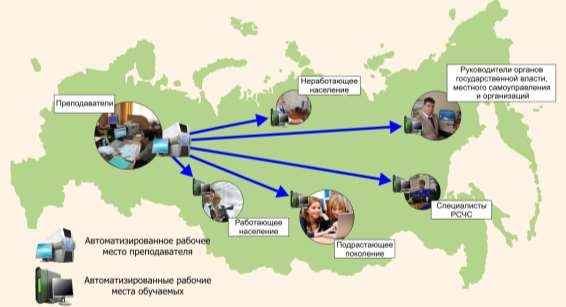 Преподаватели
Неработающее
население
Руководители органов
государственной власти,
местного самоуправления
и организаций
Работающее
население
Подрастающее
поколение
Специалисты
РСЧС
Автоматизированное рабочее
место преподавателя
Автоматизированные рабочие
места обучаемых